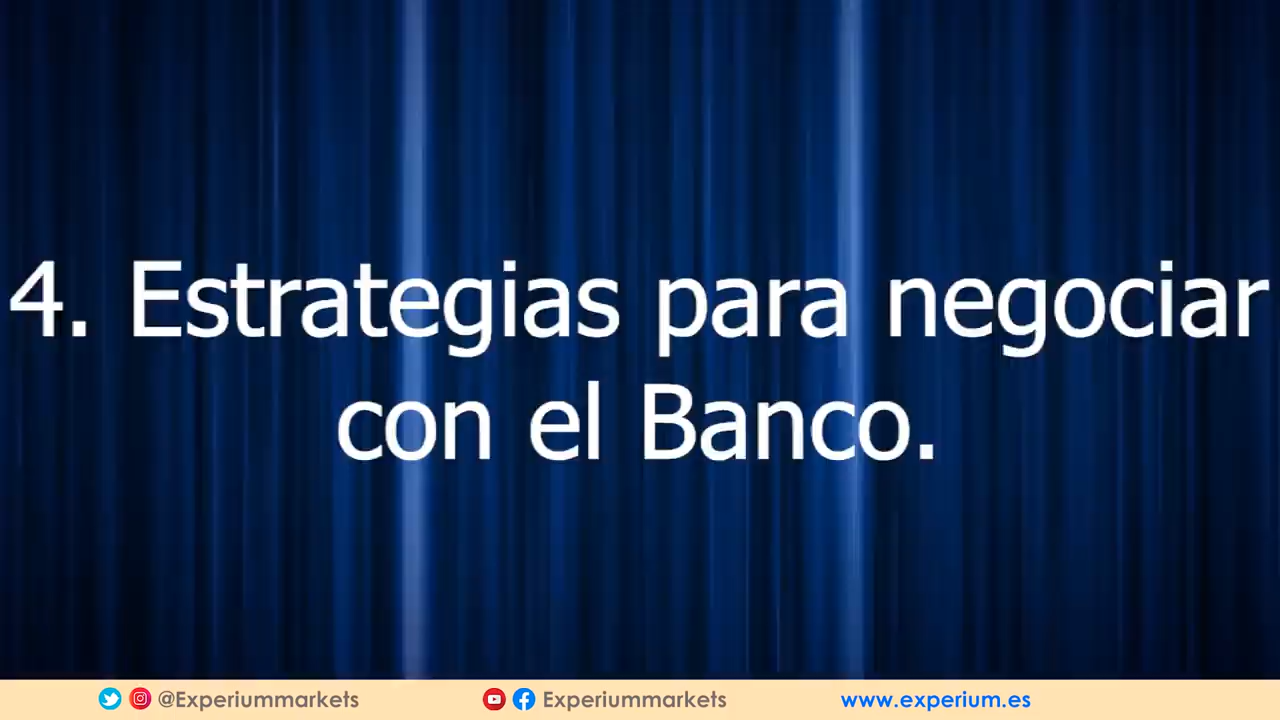 4. Estrategias para negociar
con el Banco.
@Experiummarkets Experiummarkets www.experium.es